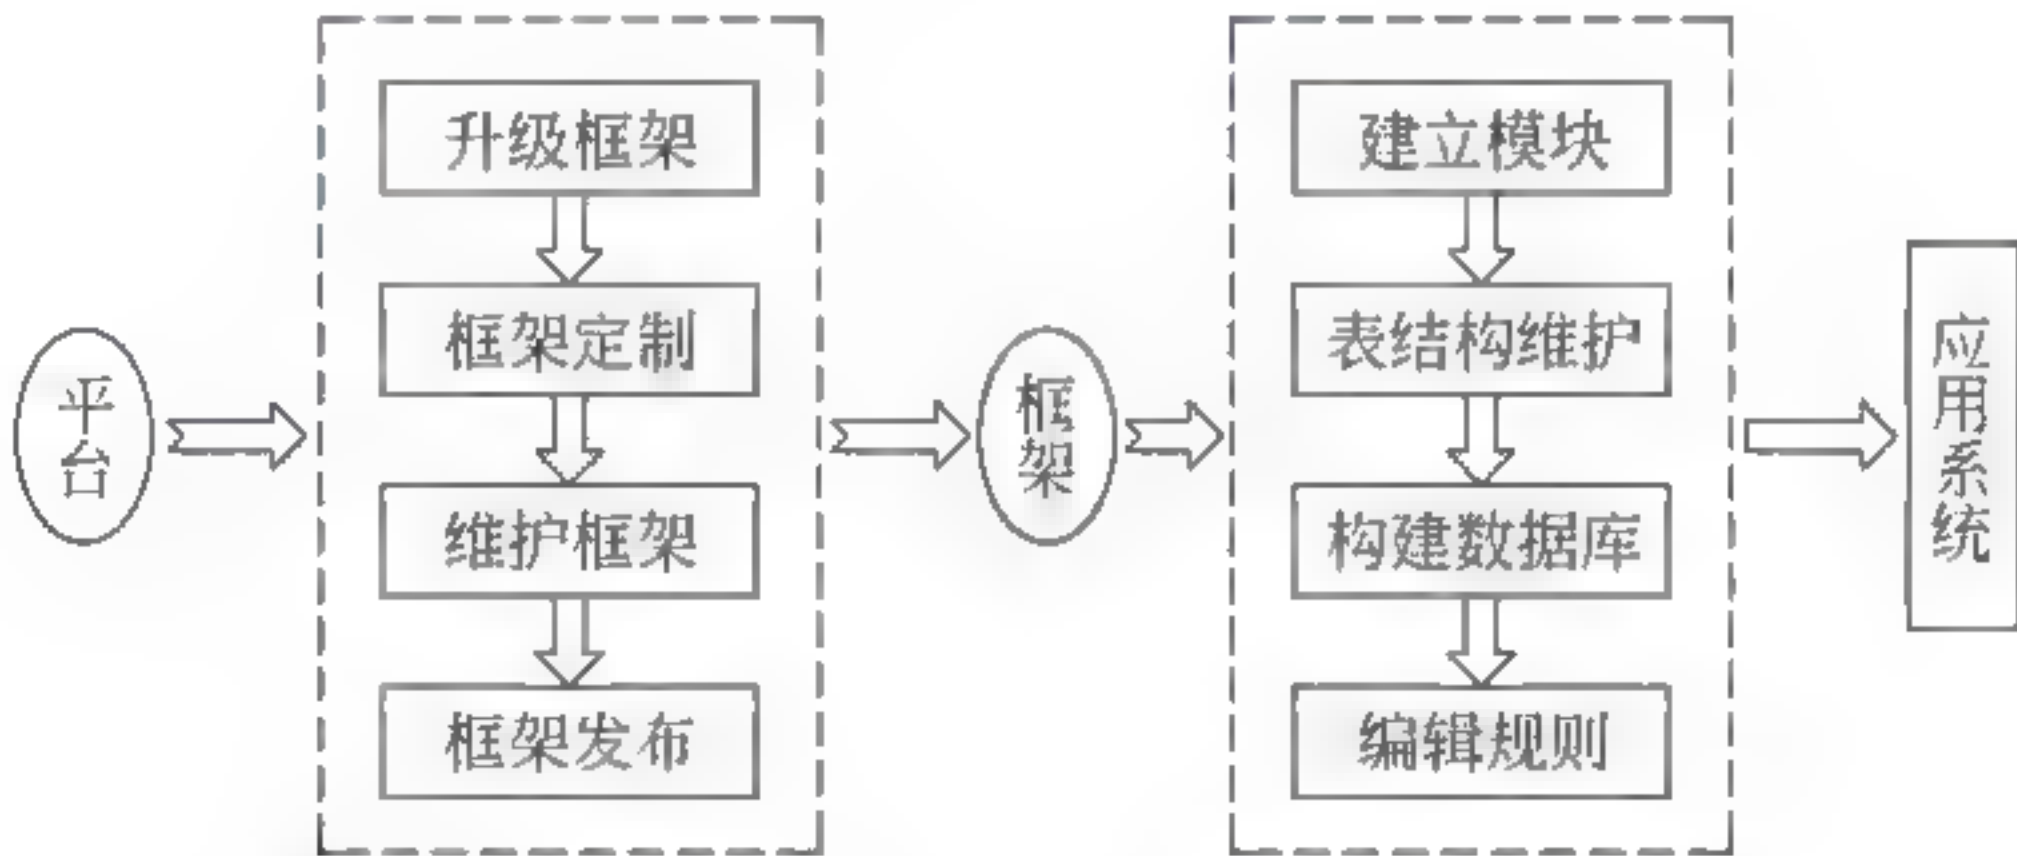 平台
升级框架
框架定制
维护框架
框架发布
框架
建立模块
表结构维护
构建数据库
编辑规则
应用系统